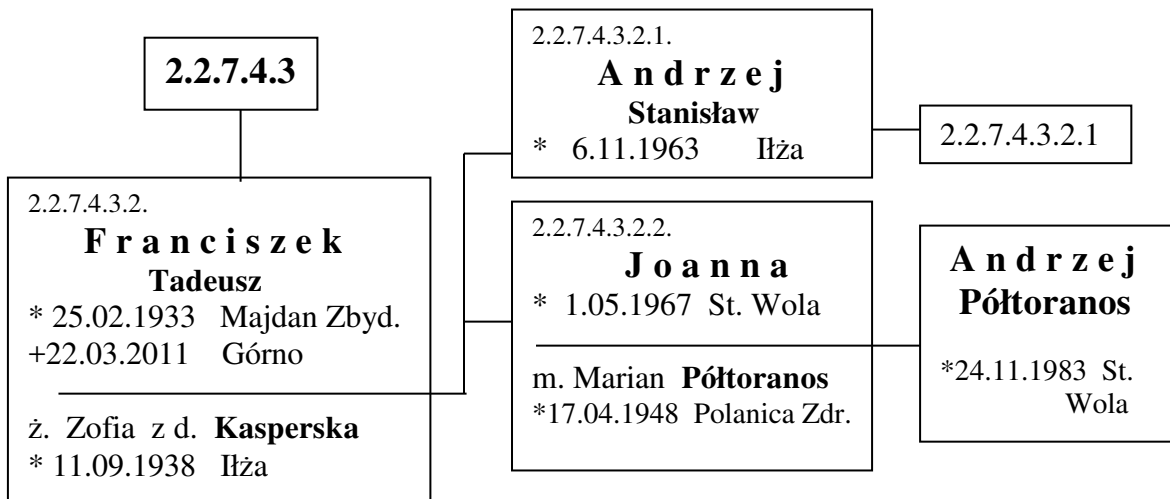 2.2.7.4.3
2.2.7.4.3.2.
F r a n c i s z e k
Tadeusz
* 25.02.1933 Majdan Zbyd.
+22.03.2011 Górno
ż. Zofia z d. Kasperska
* 11.09.1938 Iłża
2.2.7.4.3.2.1.
A n d r z e j
Stanisław
* 6.11.1963 Iłża
2.2.7.4.3.2.1
2.2.7.4.3.2.2.
J o a n n a
* 1.05.1967 St. Wola
m. Marian Półtoranos
*17.04.1948 Polanica Zdr.
A n d r z e j
Półtoranos
*24.11.1983 St.
Wola